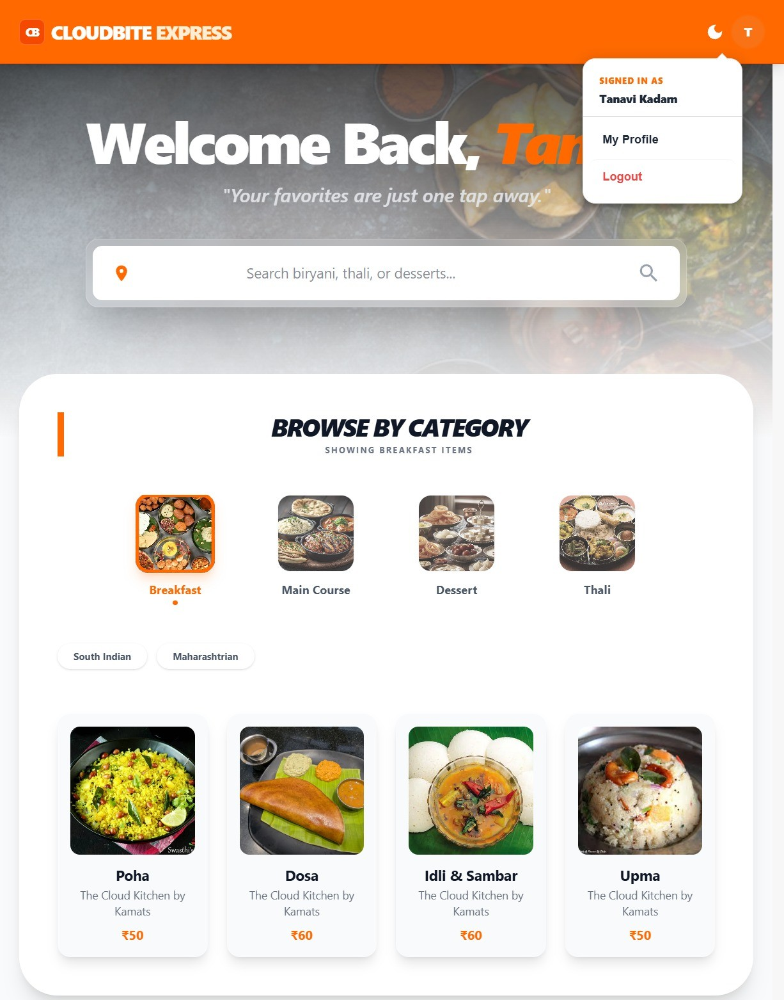 CB CLOUDBITE EXPRESS
T
SIGNED IN AS
Tanavi Kadam
My Profile
Logout
Welcome Back, Tan
"Your favorites are just one tap away."
Search biryani, thali, or desserts...
BROWSE BY CATEGORY
SHOWING BREAKFAST ITEMS
Breakfast
Main Course
Dessert
Thali
South Indian
Maharashtrian
Swasthi's
Poha
The Cloud Kitchen by
Kamats
₹50
Dosa
The Cloud Kitchen by
Kamats
₹60
Idli & Sambar
The Cloud Kitchen by
Kamats
₹60
Upma
The Cloud Kitchen by
Kamats
₹50